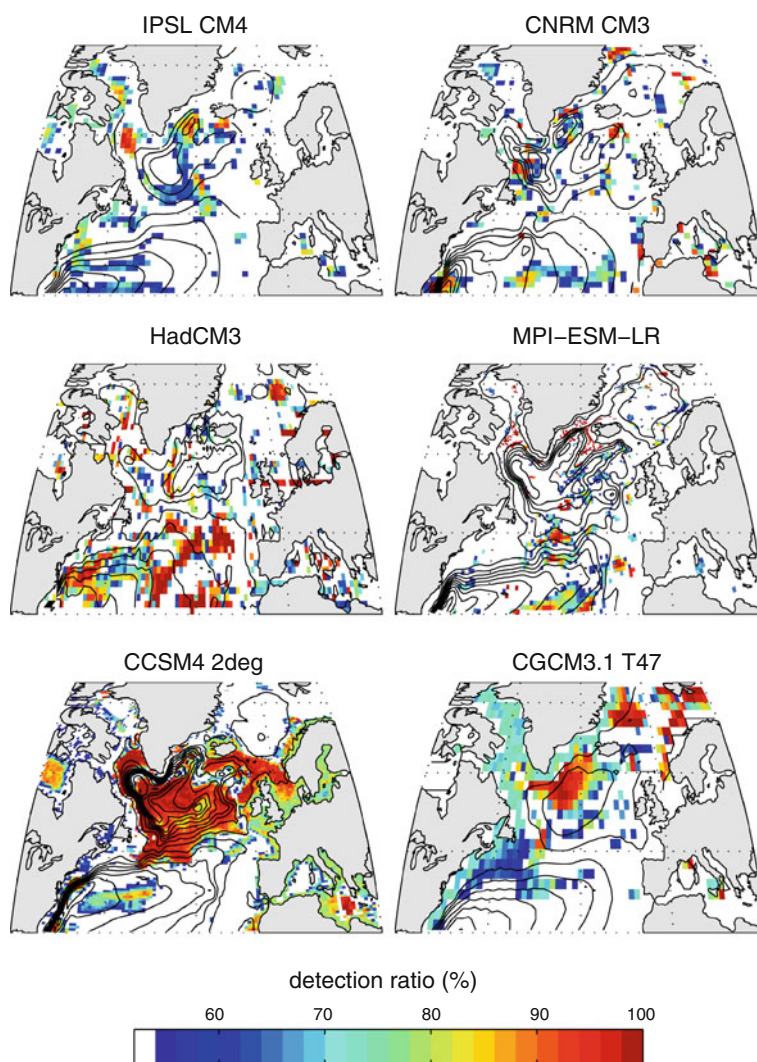 IPSL CM4
CNRM CM3
HadCM3
MPI−ESM−LR
CCSM4 2deg
CGCM3.1 T47
detection ratio (%)
60 70 80 90 100